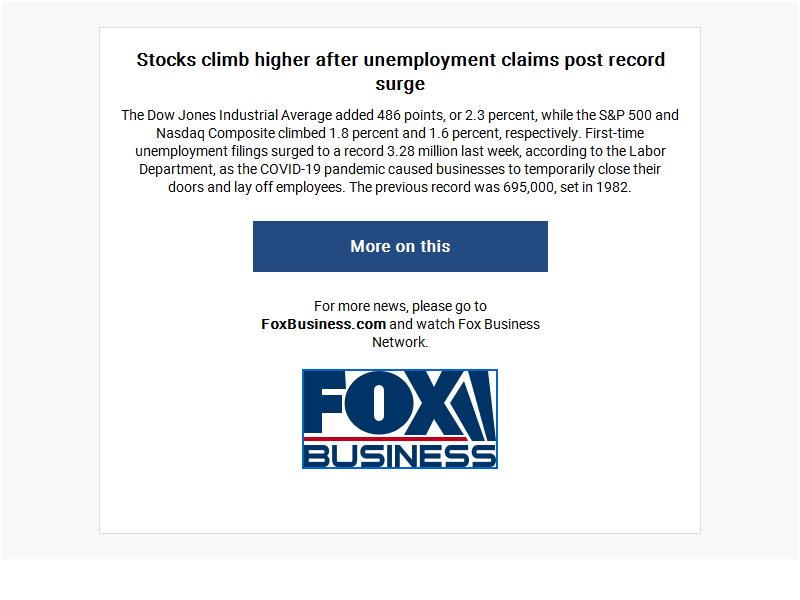 Stocks climb higher after unemployment claims post record
surge
The Dow Jones Industrial Average added 486 points, or 2.3 percent, while the S&P 500 and
Nasdaq Composite climbed 1.8 percent and 1.6 percent, respectively. First-time
unemployment filings surged to a record 3.28 million last week, according to the Labor
Department, as the COVID-19 pandemic caused businesses to temporarily close their
doors and lay off employees. The previous record was 695,000, set in 1982.
More on this
For more news, please go to
FoxBusiness.com and watch Fox Business
Network.
FOX
BUSINESS